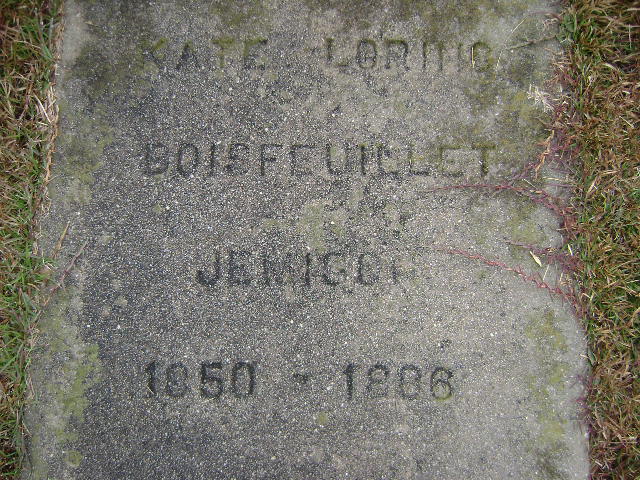 KATE LORING
BOISFEUILLET
1850 - 1886